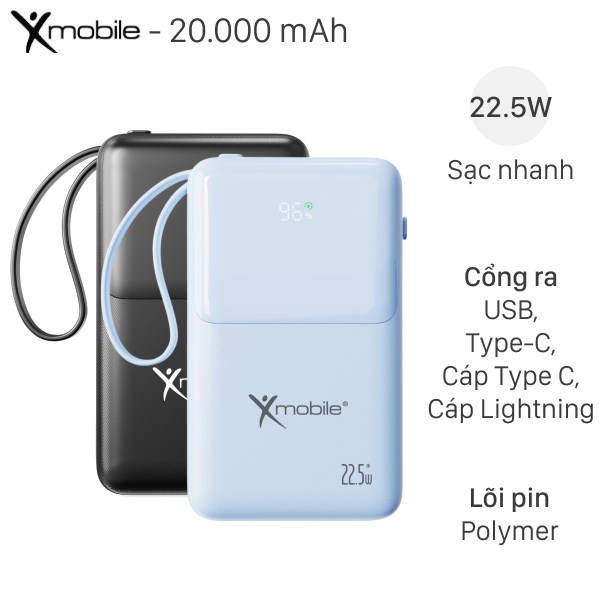 Xmobile - 20.000 mAh
22.5W
Sạc nhanh
Cổng ra
USB,
Type-C,
Cáp Type C,
Cáp Lightning
Lõi pin
Polymer
96%
X
Xmobile®
22.5W